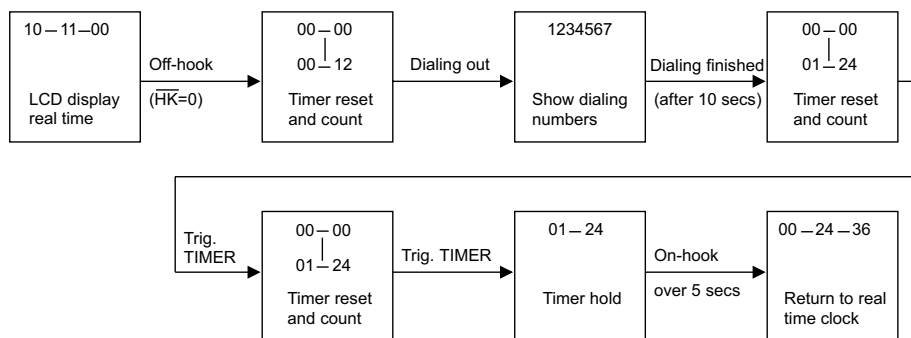 10—11—00
LCD display
real time
Off-hook
(H̅K̅=0)
00—00
00—12
Timer reset
and count
Dialing out
1234567
Show dialing
numbers
Dialing finished
(after 10 secs)
00—00
01—24
Timer reset
and count
Trig.
TIMER
00—00
01—24
Timer reset
and count
Trig. TIMER
01—24
Timer hold
On-hook
over 5 secs
00—24—36
Return to real
time clock